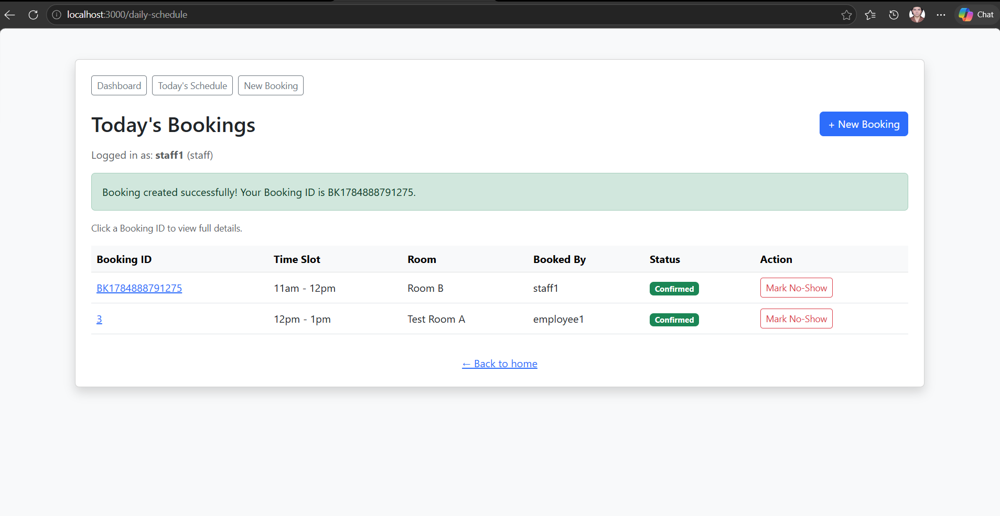 localhost:3000/daily-schedule
Chat
Dashboard Today's Schedule New Booking
Today's Bookings
+ New Booking
Logged in as: staff1 (staff)
Booking created successfully! Your Booking ID is BK1784888791275.
Click a Booking ID to view full details.
Booking ID Time Slot Room Booked By Status Action
BK1784888791275 11am - 12pm Room B staff1 Confirmed Mark No-Show
3 12pm - 1pm Test Room A employee1 Confirmed Mark No-Show
← Back to home